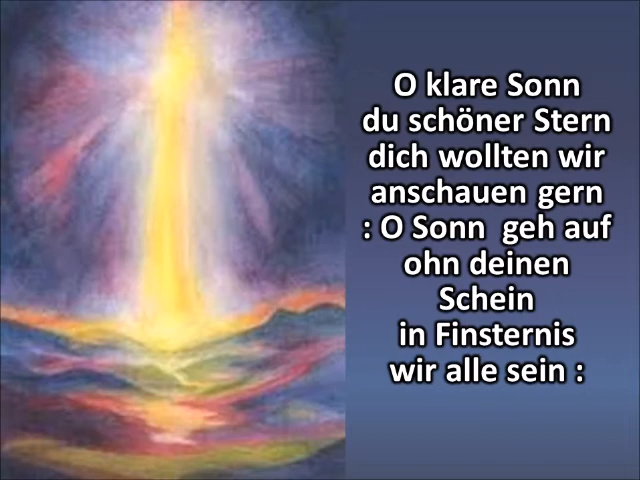 O klare Sonn
du schöner Stern
dich wollten wir
anschauen gern
: O Sonn  geh auf
ohn deinen
Schein
in Finsternis
wir alle sein :